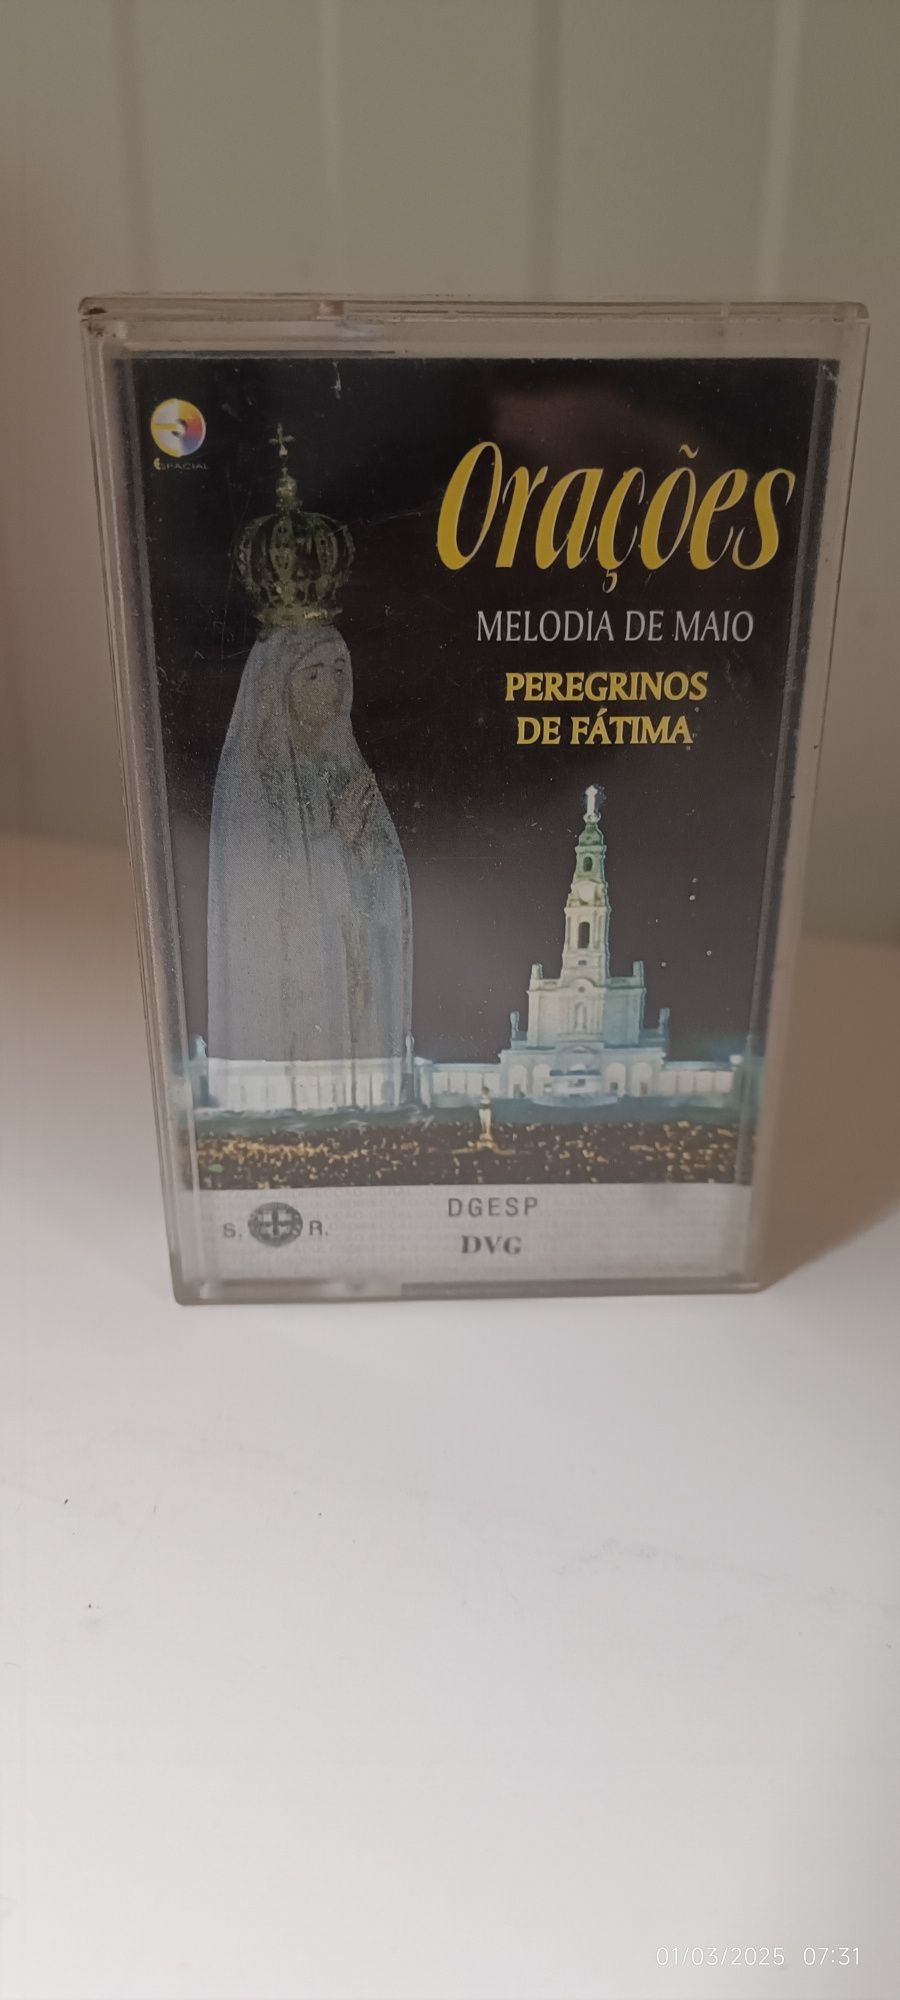 ESPACIAL
Orações
MELODIA DE MAIO
PEREGRINOS
DE FÁTIMA
S. R.
DGESP
DVG
01/03/2025 07:31